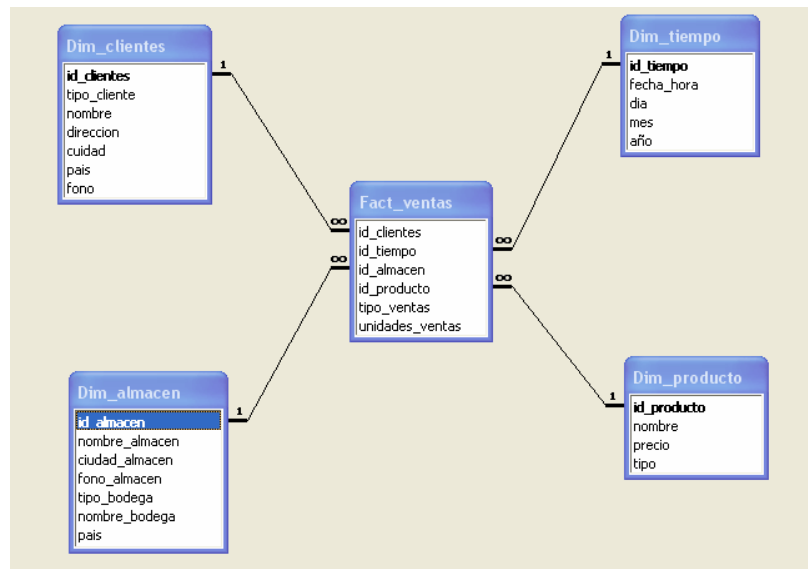 Dim_clientes
id_clientes
tipo_cliente
nombre
direccion
cuidad
pais
fono
1
Dim_tiempo
id_tiempo
fecha_hora
dia
mes
año
1
Fact_ventas
id_clientes
id_tiempo
id_almacen
id_producto
tipo_ventas
unidades_ventas
∞
∞
∞
∞
Dim_almacen
id_almacen
nombre_almacen
ciudad_almacen
fono_almacen
tipo_bodega
nombre_bodega
pais
1
Dim_producto
id_producto
nombre
precio
tipo
1